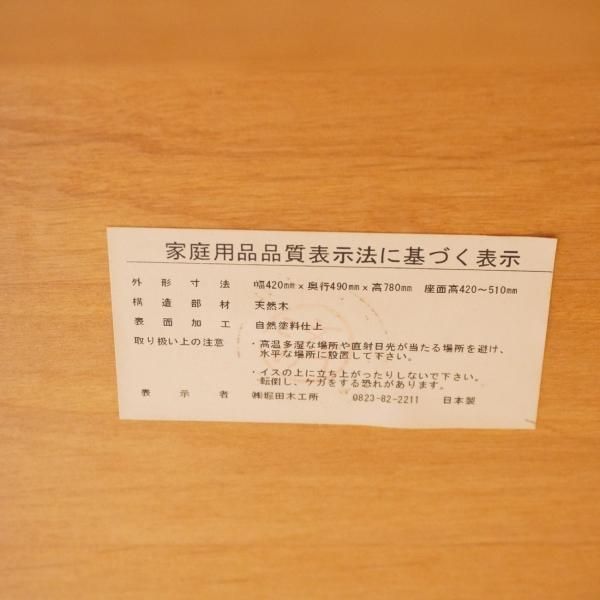 家庭用品品質表示法に基づく表示
外形寸法 幅420mm×奥行490mm×高780mm 座面高420～510mm
構造部材 天然木
表面加工 自然塗料仕上
取り扱い上の注意 ・高温多湿な場所や直射日光が当たる場所を避け、
水平な場所に設置して下さい。
・イスの上に立ち上がったりしないで下さい。
転倒し、ケガをする恐れがあります。
表示者 ㈱堀田木工所 0823-82-2211 日本製